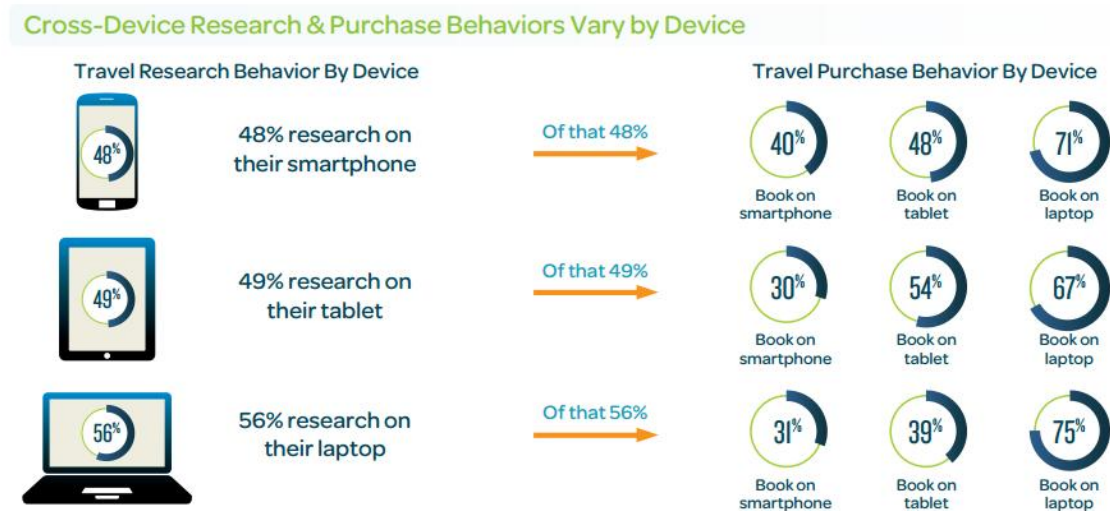 Cross-Device Research & Purchase Behaviors Vary by Device
Travel Research Behavior By Device
Travel Purchase Behavior By Device
48%
48% research on
their smartphone
Of that 48%
40%
Book on
smartphone
48%
Book on
tablet
71%
Book on
laptop
49%
49% research on
their tablet
Of that 49%
30%
Book on
smartphone
54%
Book on
tablet
67%
Book on
laptop
56%
56% research on
their laptop
Of that 56%
31%
Book on
smartphone
39%
Book on
tablet
75%
Book on
laptop